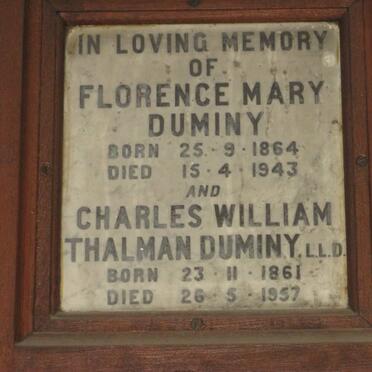 IN LOVING MEMORY
OF
FLORENCE MARY
DUMINY
BORN 25·9·1864
DIED 15·4·1943
AND
CHARLES WILLIAM
THALMAN DUMINY. L.L.D.
BORN 23·11·1861
DIED 26·5·1957